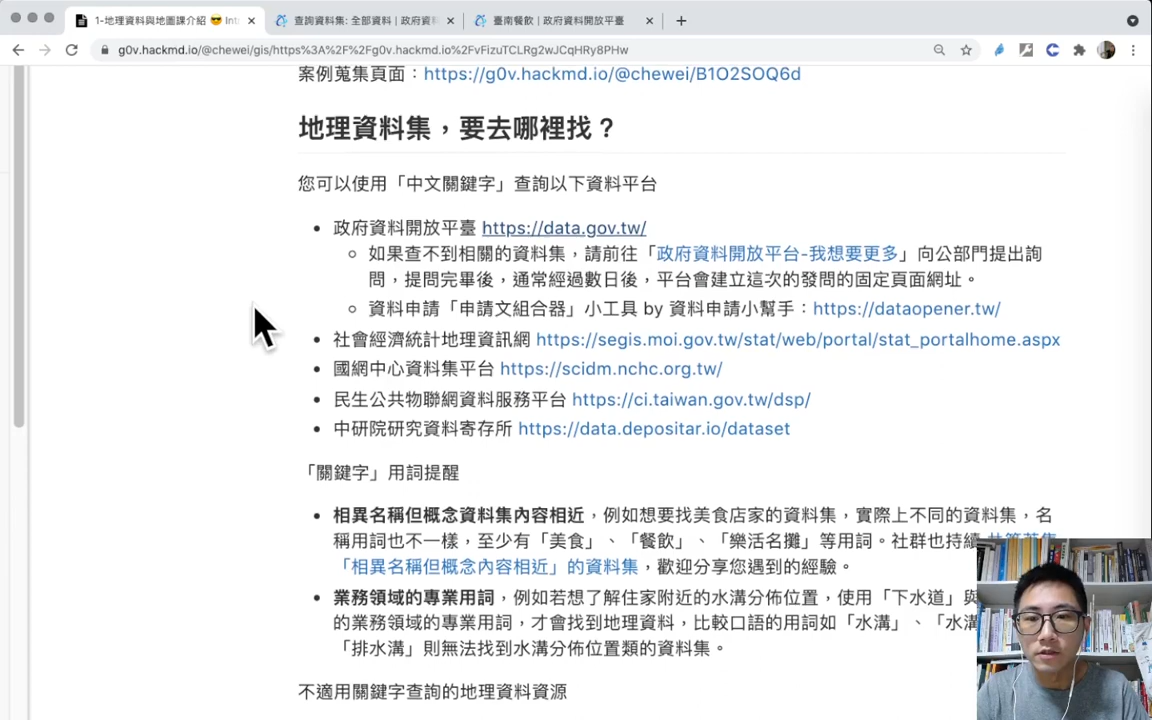 1-地理資料與地圖課介紹 😎 Int
查詢資料集: 全部資料 | 政府資料
臺南餐飲 | 政府資料開放平臺
g0v.hackmd.io/@chewei/gis/https%3A%2F%2Fg0v.hackmd.io%2FvFizuTCLRg2wJCqHRy8PHw
案例蒐集頁面：https://g0v.hackmd.io/@chewei/B1O2SOQ6d
地理資料集，要去哪裡找？
您可以使用「中文關鍵字」查詢以下資料平台
政府資料開放平臺 https://data.gov.tw/
如果查不到相關的資料集，請前往「政府資料開放平台-我想要更多」向公部門提出詢
問，提問完畢後，通常經過數日後，平台會建立這次的發問的固定頁面網址。
資料申請「申請文組合器」小工具 by 資料申請小幫手：https://dataopener.tw/
社會經濟統計地理資訊網 https://segis.moi.gov.tw/stat/web/portal/stat_portalhome.aspx
國網中心資料集平台 https://scidm.nchc.org.tw/
民生公共物聯網資料服務平台 https://ci.taiwan.gov.tw/dsp/
中研院研究資料寄存所 https://data.depositar.io/dataset
「關鍵字」用詞提醒
相異名稱但概念資料集內容相近，例如想要找美食店家的資料集，實際上不同的資料集，名
稱用詞也不一樣，至少有「美食」、「餐飲」、「樂活名攤」等用詞。社群也持續
「相異名稱但概念內容相近」的資料集，歡迎分享您遇到的經驗。
業務領域的專業用詞，例如若想了解住家附近的水溝分佈位置，使用「下水道」與
的業務領域的專業用詞，才會找到地理資料，比較口語的用詞如「水溝」、「水溝
「排水溝」則無法找到水溝分佈位置類的資料集。
不適用關鍵字查詢的地理資料資源